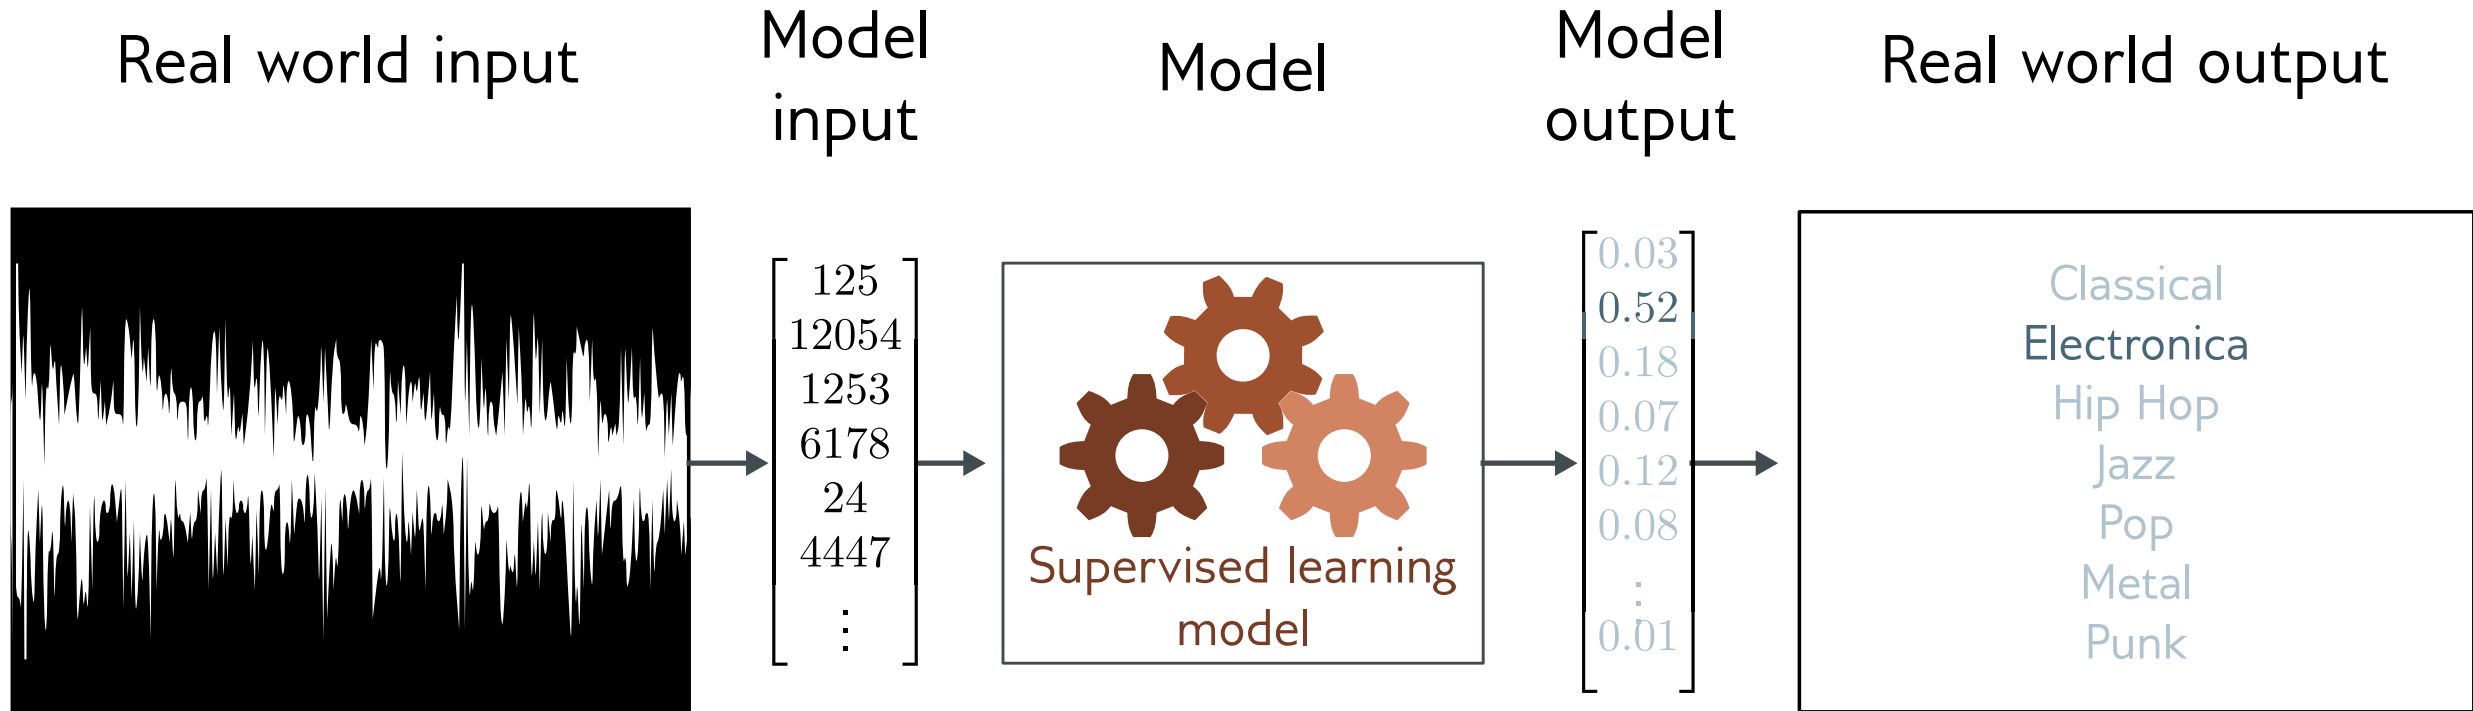 Real world input
Model
input
Model
Model
output
Real world output
125
12054
1253
6178
24
4447
⋮
Supervised learning
model
0.03
0.52
0.18
0.07
0.12
0.08
⋮
0.01
Classical
Electronica
Hip Hop
Jazz
Pop
Metal
Punk